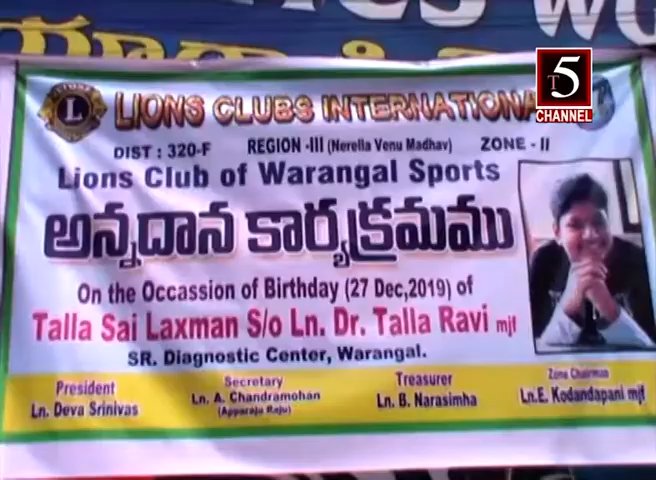 LIONS CLUBS INTERNATIONAL
T5 CHANNEL
DIST : 320-F REGION -III (Nerella Venu Madhav) ZONE - II
Lions Club of Warangal Sports
అన్నదాన కార్యక్రమము
On the Occassion of Birthday (27 Dec,2019) of
Talla Sai Laxman S/o Ln. Dr. Talla Ravi mjf
SR. Diagnostic Center, Warangal.
President
Ln. Deva Srinivas
Secretary
Ln. A. Chandramohan
(Apparaju Raju)
Treasurer
Ln. B. Narasimha
Zone Chairman
Ln.E. Kodandapani mjf